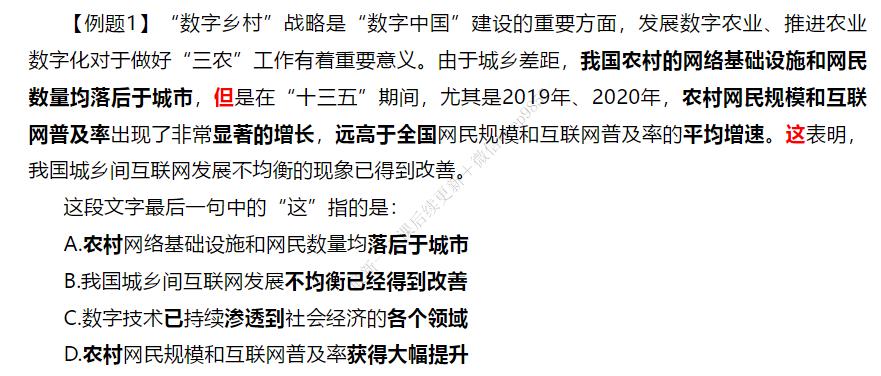 【例题1】“数字乡村”战略是“数字中国”建设的重要方面，发展数字农业、推进农业
数字化对于做好“三农”工作有着重要意义。由于城乡差距，我国农村的网络基础设施和网民
数量均落后于城市，但是在“十三五”期间，尤其是2019年、2020年，农村网民规模和互联
网普及率出现了非常显著的增长，远高于全国网民规模和互联网普及率的平均增速。这表明，
我国城乡间互联网发展不均衡的现象已得到改善。
这段文字最后一句中的“这”指的是：
A.农村网络基础设施和网民数量均落后于城市
B.我国城乡间互联网发展不均衡已经得到改善
C.数字技术已持续渗透到社会经济的各个领域
D.农村网民规模和互联网普及率获得大幅提升